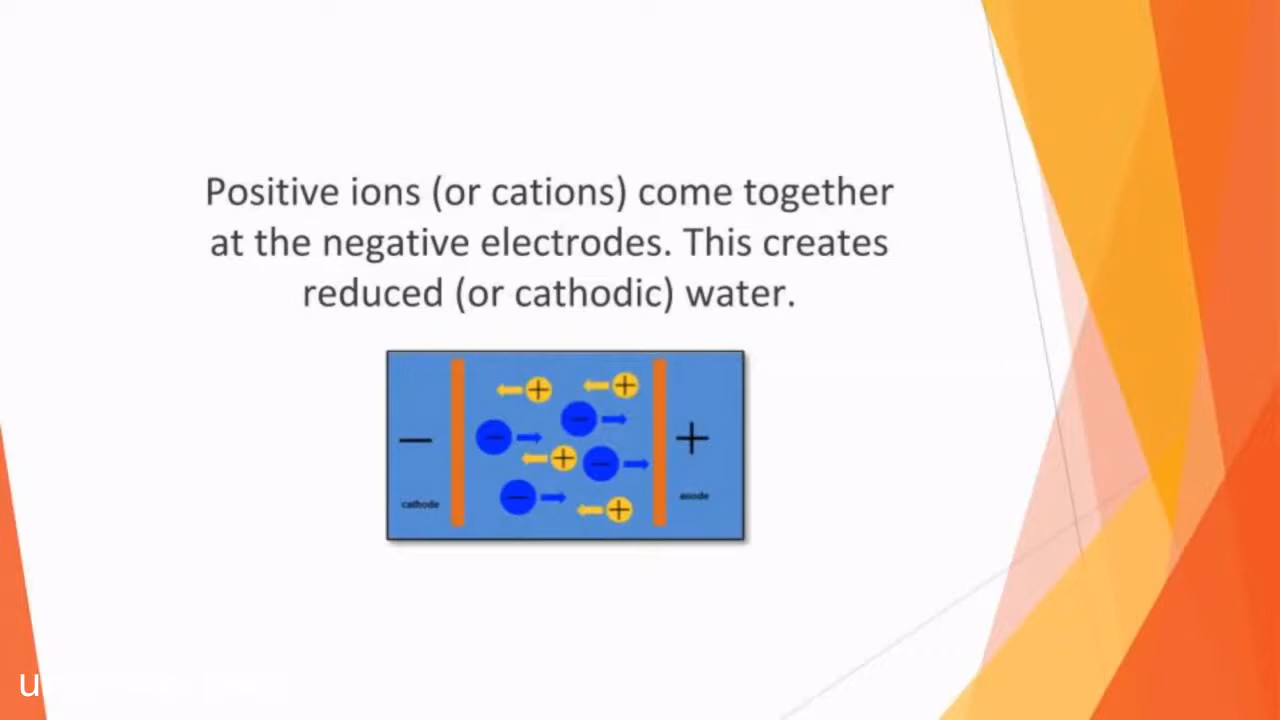 Positive ions (or cations) come together
at the negative electrodes. This creates
reduced (or cathodic) water.
cathode
anode